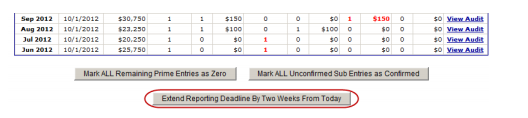 Sep 2012 10/1/2012 $30,750 1 1 $150 0 0 $0 1 $150 0 $0 View Audit
Aug 2012 10/1/2012 $23,250 1 1 $100 0 1 $100 0 $0 0 $0 View Audit
Jul 2012 10/1/2012 $20,250 1 0 $0 1 0 $0 0 $0 0 $0 View Audit
Jun 2012 10/1/2012 $25,750 1 0 $0 1 0 $0 0 $0 0 $0 View Audit
Mark ALL Remaining Prime Entries as Zero Mark ALL Unconfirmed Sub Entries as Confirmed
Extend Reporting Deadline By Two Weeks From Today